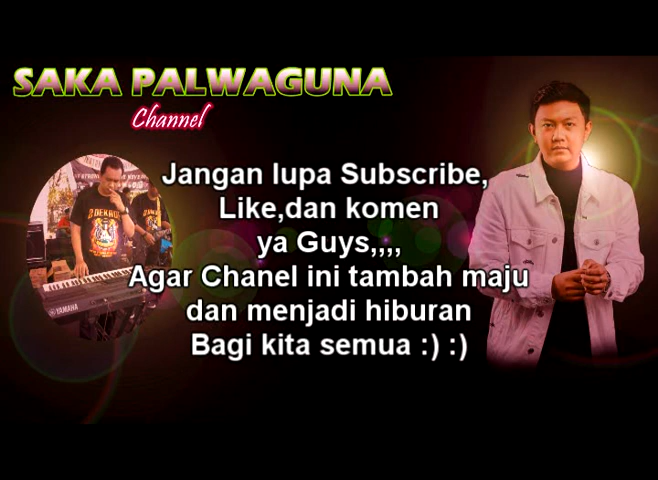 SAKA PALWAGUNA
Channel
Jangan lupa Subscribe,
Like,dan komen
ya Guys,,,,
Agar Chanel ini tambah maju
dan menjadi hiburan
Bagi kita semua :) :)
YAMAHA